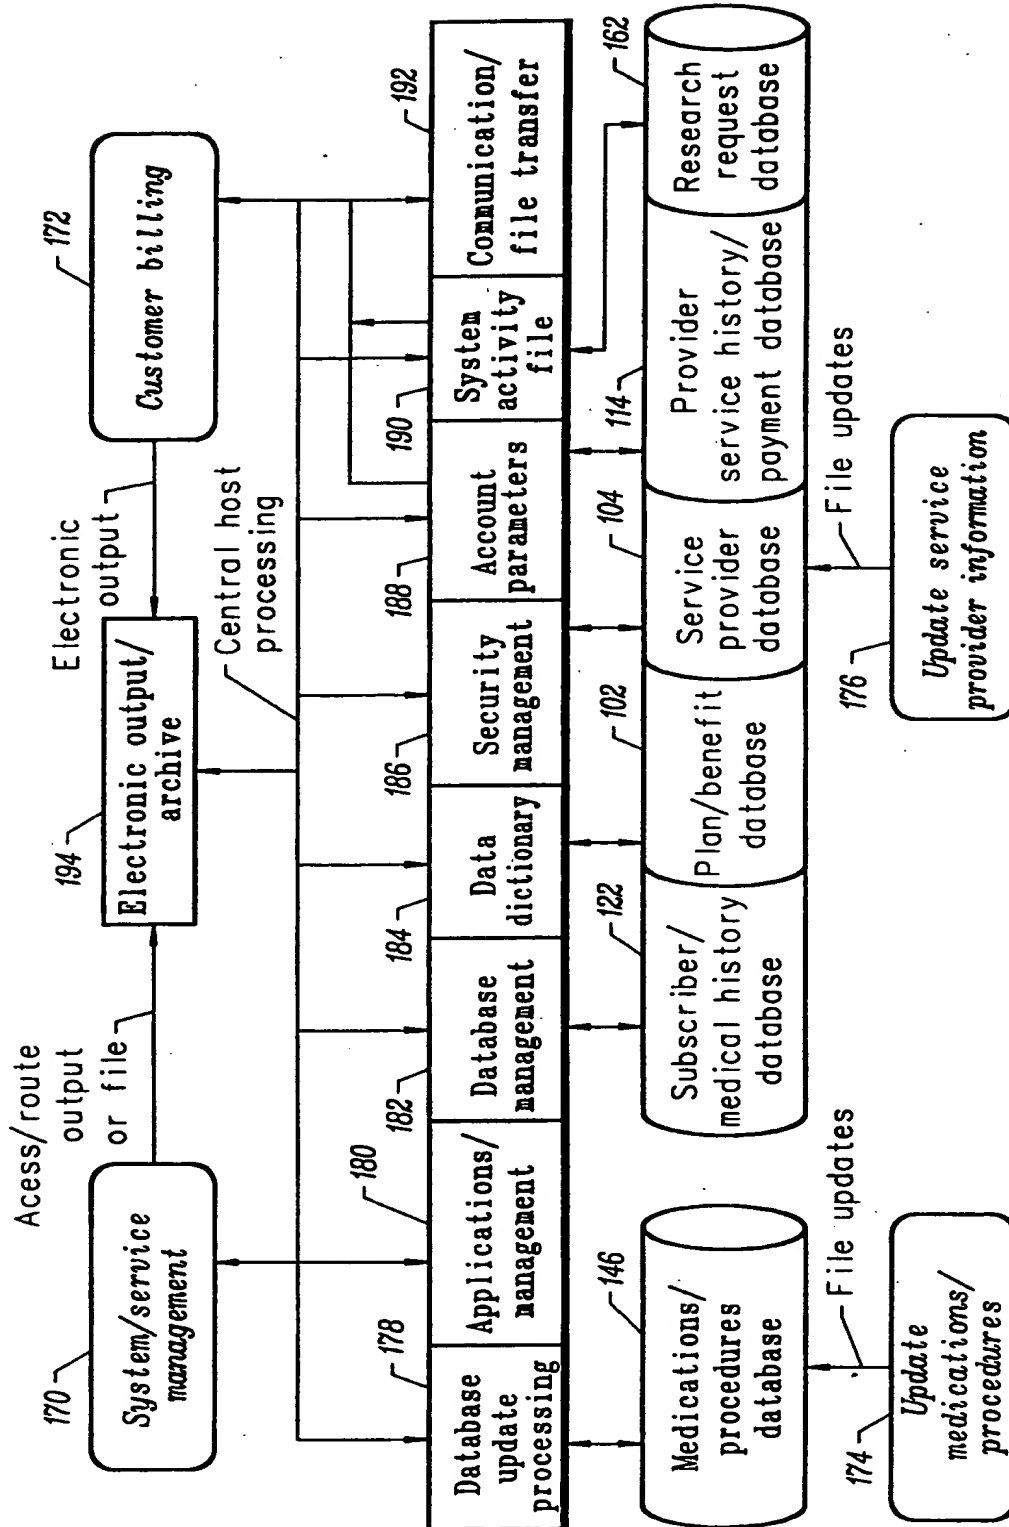 Acess/route
output
or file
Electronic
output
170
System/service
management
194
Electronic output/
archive
172
Customer billing
Central host
processing
178
180
182
184
186
188
190
192
Database
update
processing
Applications/
management
Database
management
Data
dictionary
Security
management
Account
parameters
System
activity
file
Communication/
file transfer
146
122
102
104
114
162
Medications/
procedures
database
Subscriber/
medical history
database
Plan/benefit
database
Service
provider
database
Provider
service history/
payment database
Research
request
database
File updates
File updates
174
Update
medications/
procedures
176
Update service
provider information